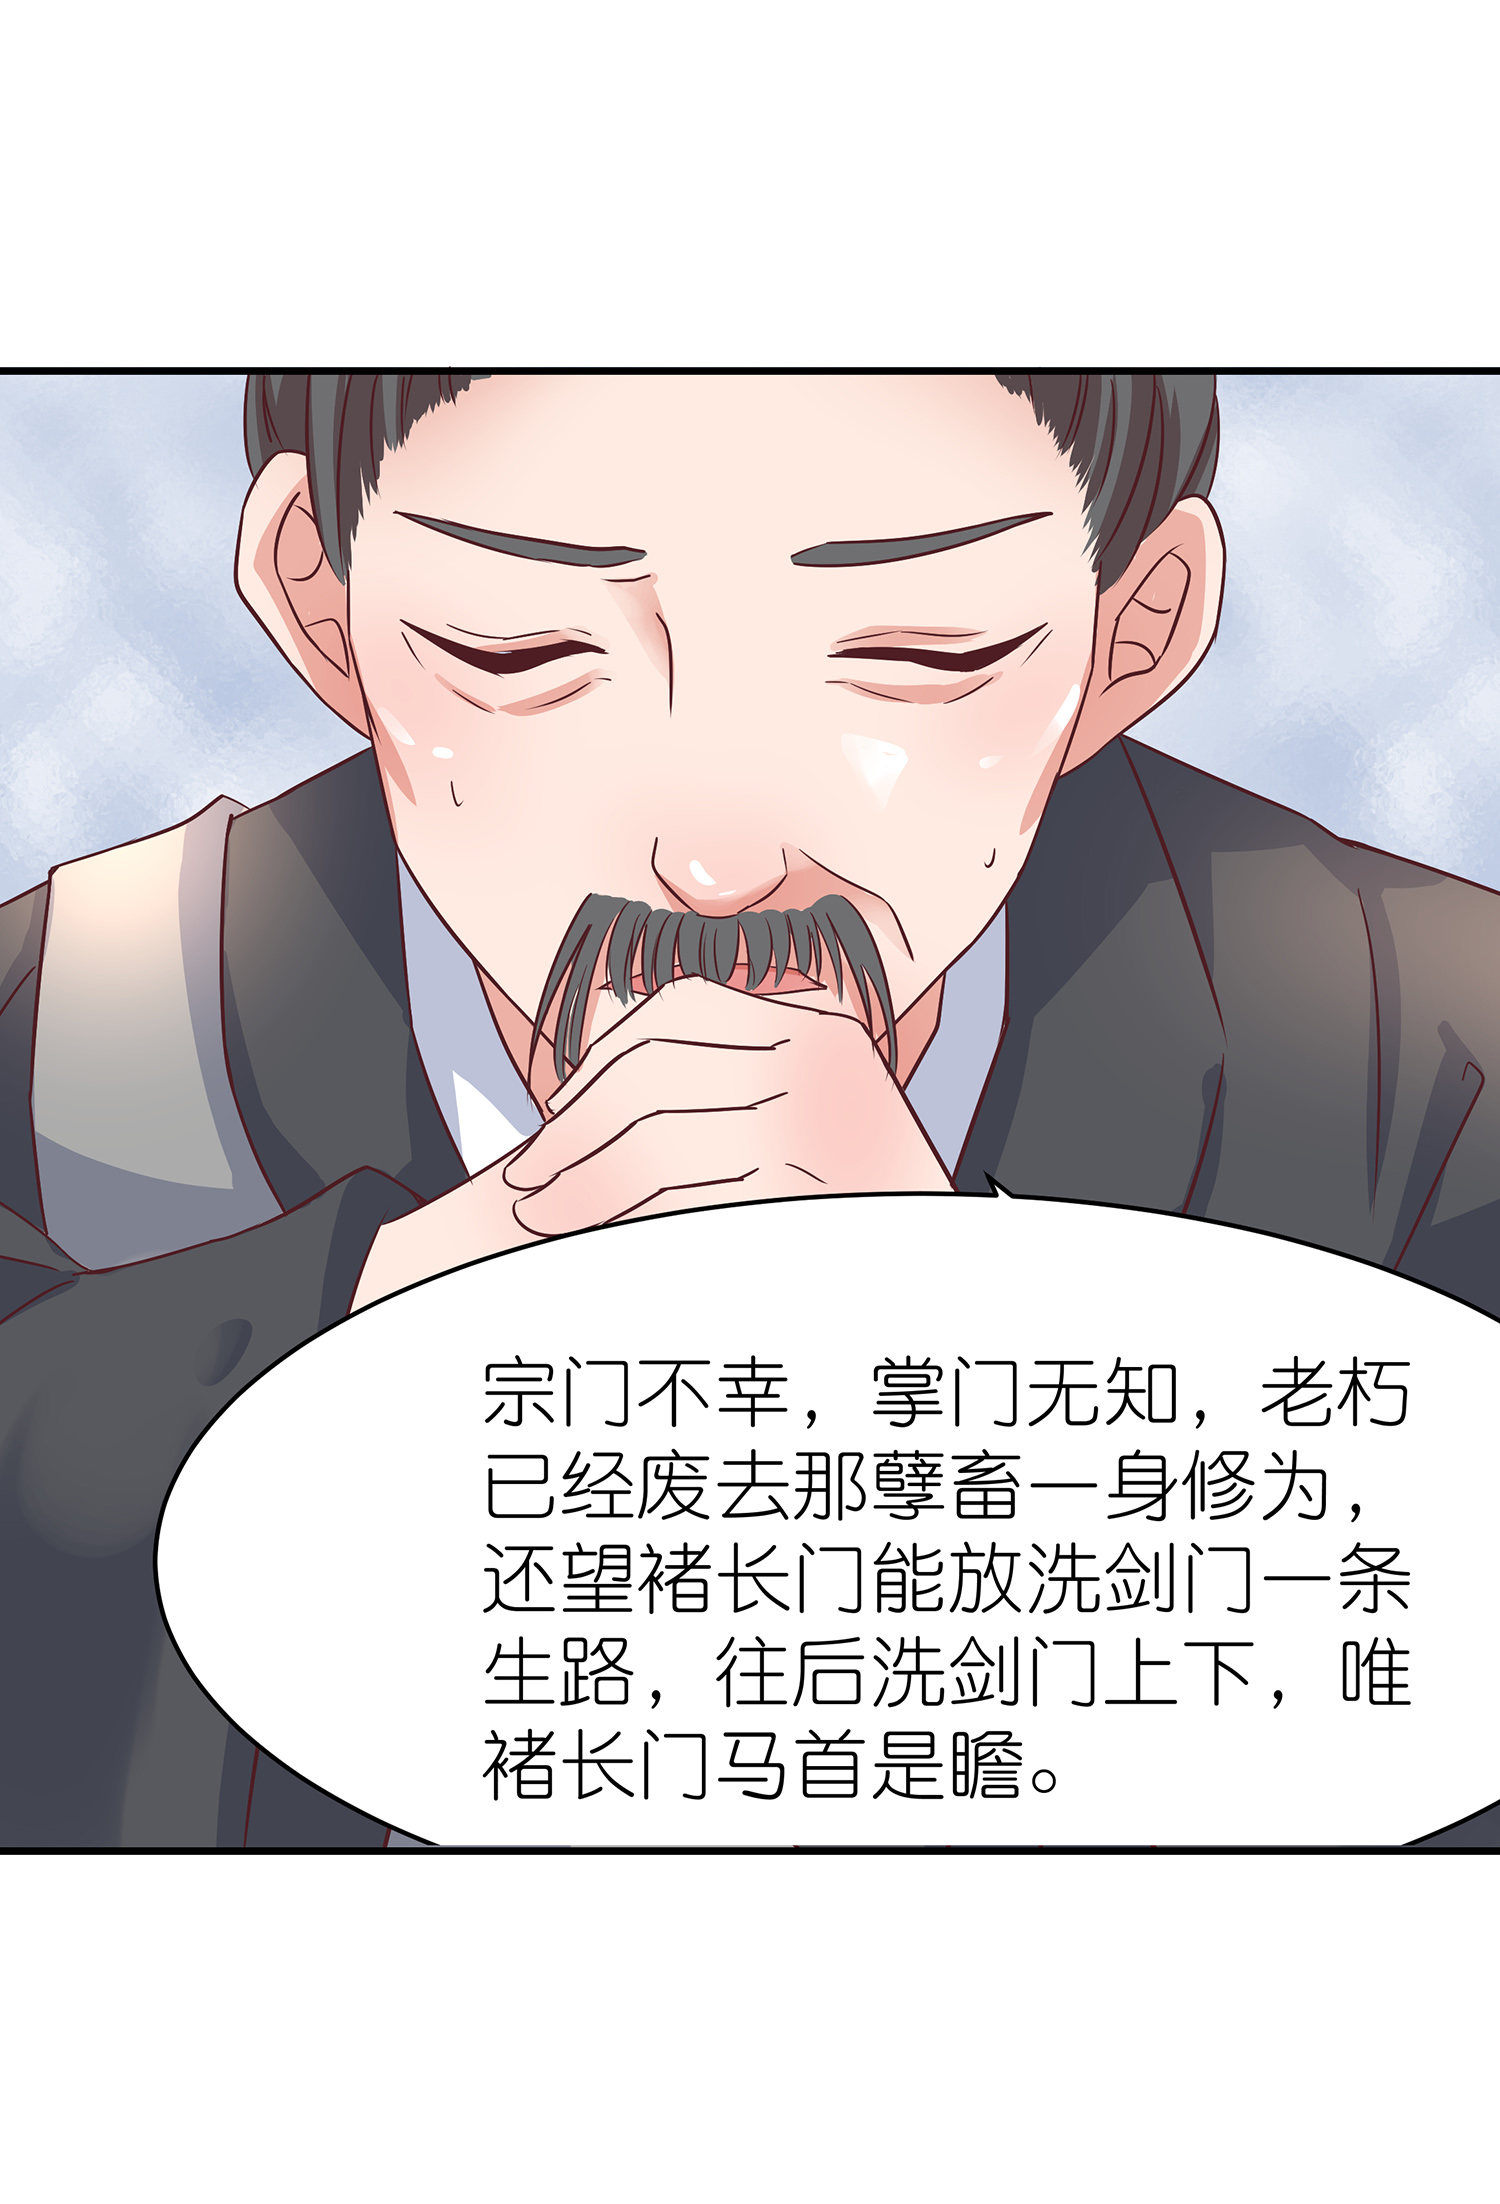 宗门不幸，掌门无知，老朽
已经废去那孽畜一身修为，
还望褚长门能放洗剑门一条
生路，往后洗剑门上下，唯
褚长门马首是瞻。